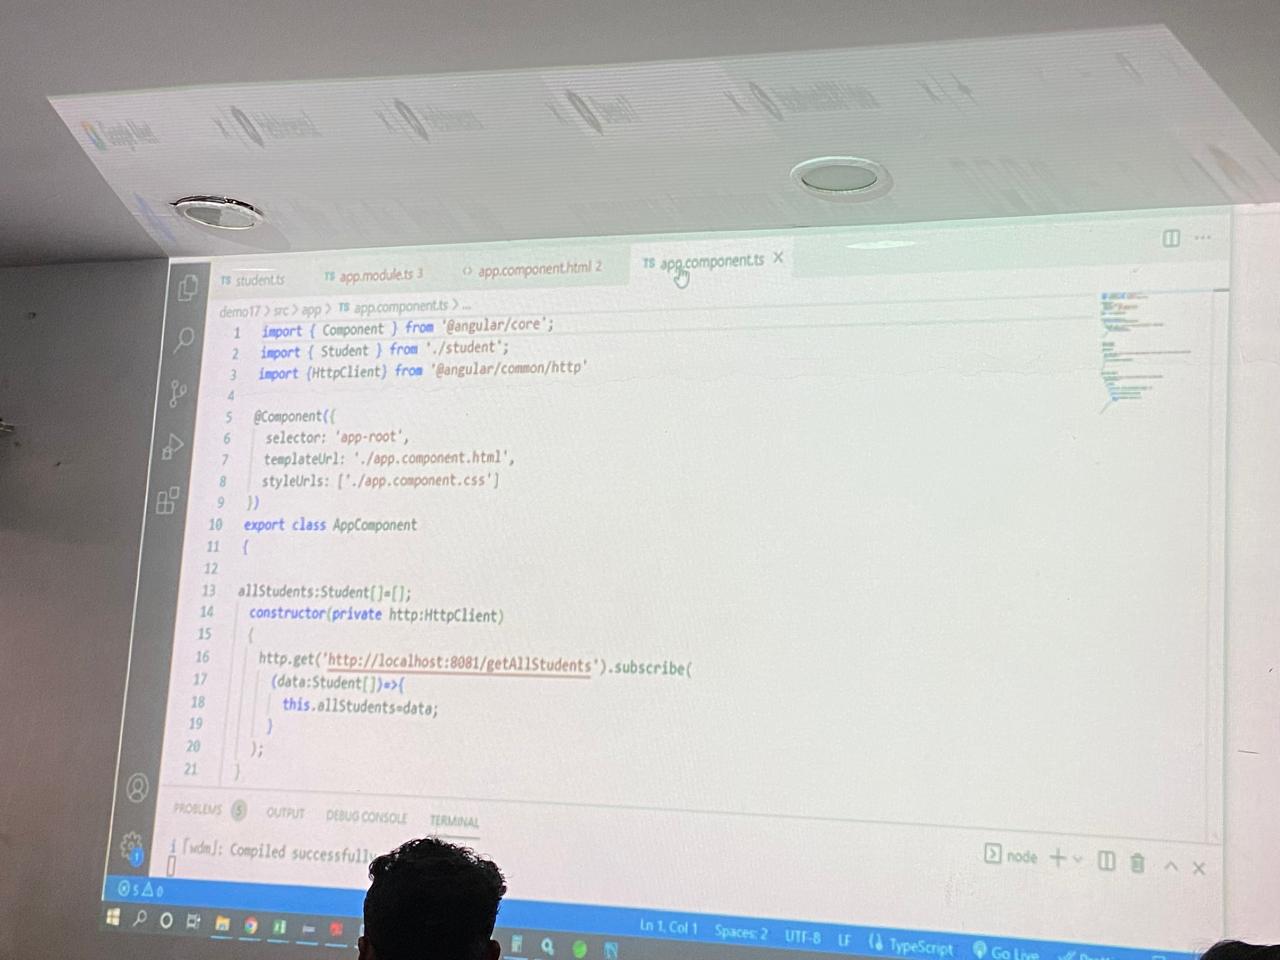 Google Meet
TS student.ts
TS app.module.ts 3
<> app.component.html 2
TS app.component.ts ×
demo17 > src > app > TS app.component.ts > ...
1 import { Component } from '@angular/core';
2 import { Student } from './student';
3 import {HttpClient} from '@angular/common/http'
4
5 @Component({
6 selector: 'app-root',
7 templateUrl: './app.component.html',
8 styleUrls: ['./app.component.css']
9 })
10 export class AppComponent
11 {
12
13 allStudents:Student[]=[];
14 constructor(private http:HttpClient)
15 {
16 http.get('http://localhost:8081/getAllStudents').subscribe(
17 (data:Student[])=>{
18 this.allStudents=data;
19 }
20 );
21 }
PROBLEMS 5 OUTPUT DEBUG CONSOLE TERMINAL
i ｢wdm｣: Compiled successfully
node
1
5 0
Ln 1, Col 1 Spaces: 2 UTF-8 LF TypeScript Go Live